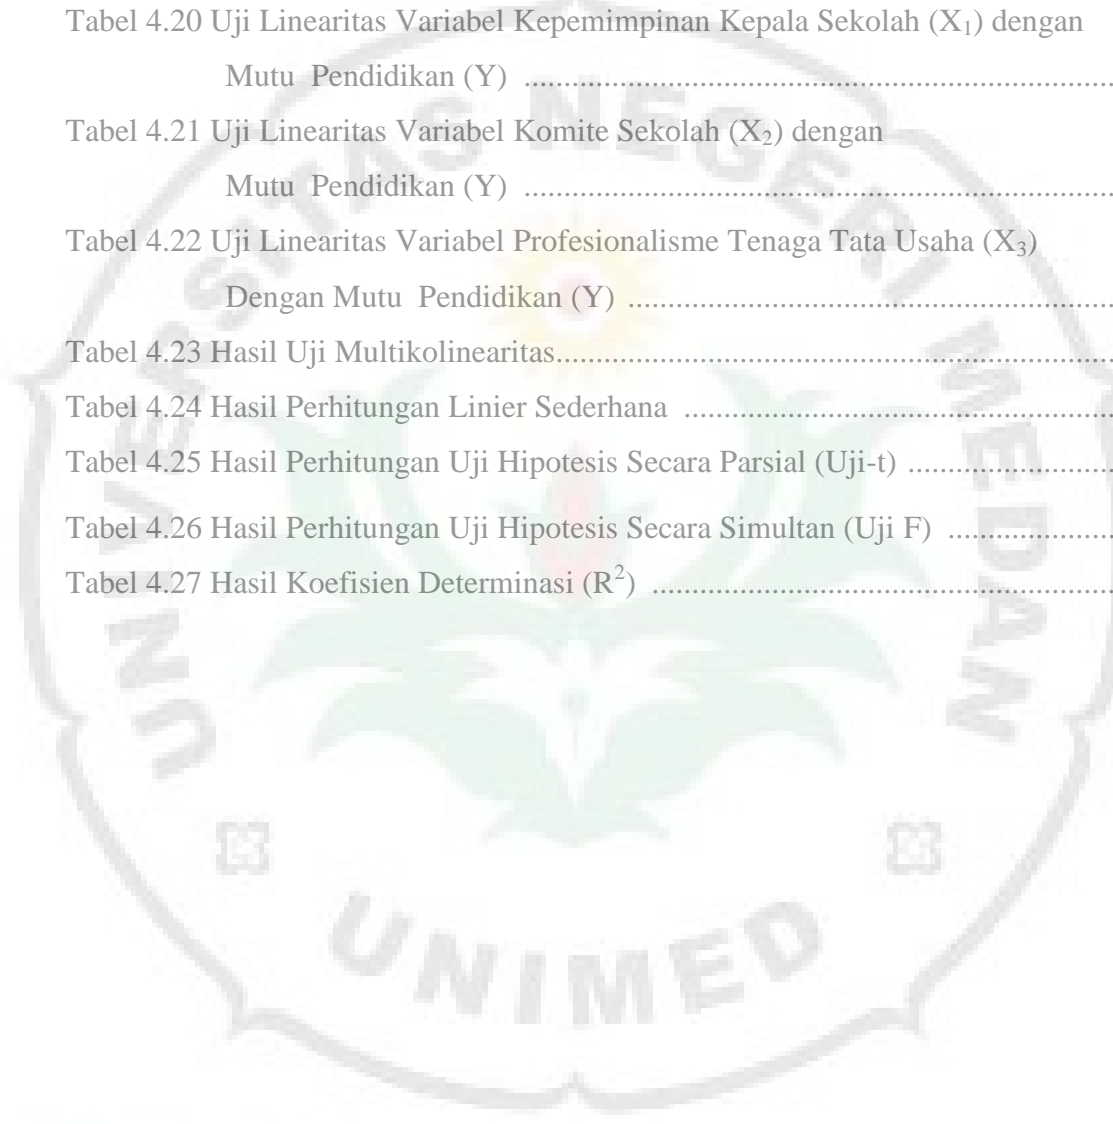 Tabel 4.20 Uji Linearitas Variabel Kepemimpinan Kepala Sekolah (X₁) dengan
Mutu Pendidikan (Y) ........................................................................
Tabel 4.21 Uji Linearitas Variabel Komite Sekolah (X₂) dengan
Mutu Pendidikan (Y) ........................................................................
Tabel 4.22 Uji Linearitas Variabel Profesionalisme Tenaga Tata Usaha (X₃)
Dengan Mutu Pendidikan (Y) ...........................................................
Tabel 4.23 Hasil Uji Multikolinearitas....................................................................
Tabel 4.24 Hasil Perhitungan Linier Sederhana ....................................................
Tabel 4.25 Hasil Perhitungan Uji Hipotesis Secara Parsial (Uji-t) ........................
Tabel 4.26 Hasil Perhitungan Uji Hipotesis Secara Simultan (Uji F) ...................
Tabel 4.27 Hasil Koefisien Determinasi (R²) ........................................................
UNIVERSITAS NEGERI MEDAN
UNIMED